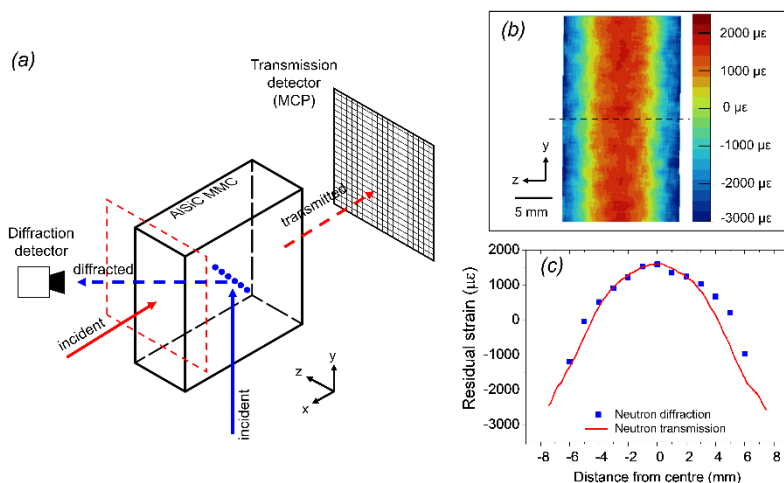 (a)
Transmission
detector
(MCP)
AlSiC MMC
transmitted
Diffraction
detector
diffracted
incident
incident
y
z
x
(b)
y
z
5 mm
2000 µε
1000 µε
0 µε
-1000 µε
2000 µε
-3000 µε
(c)
Residual strain (µε)
2000
1000
0
-1000
2000
-3000
Neutron diffraction
Neutron transmission
-8 -6 -4 -2 0 2 4 6 8
Distance from centre (mm)